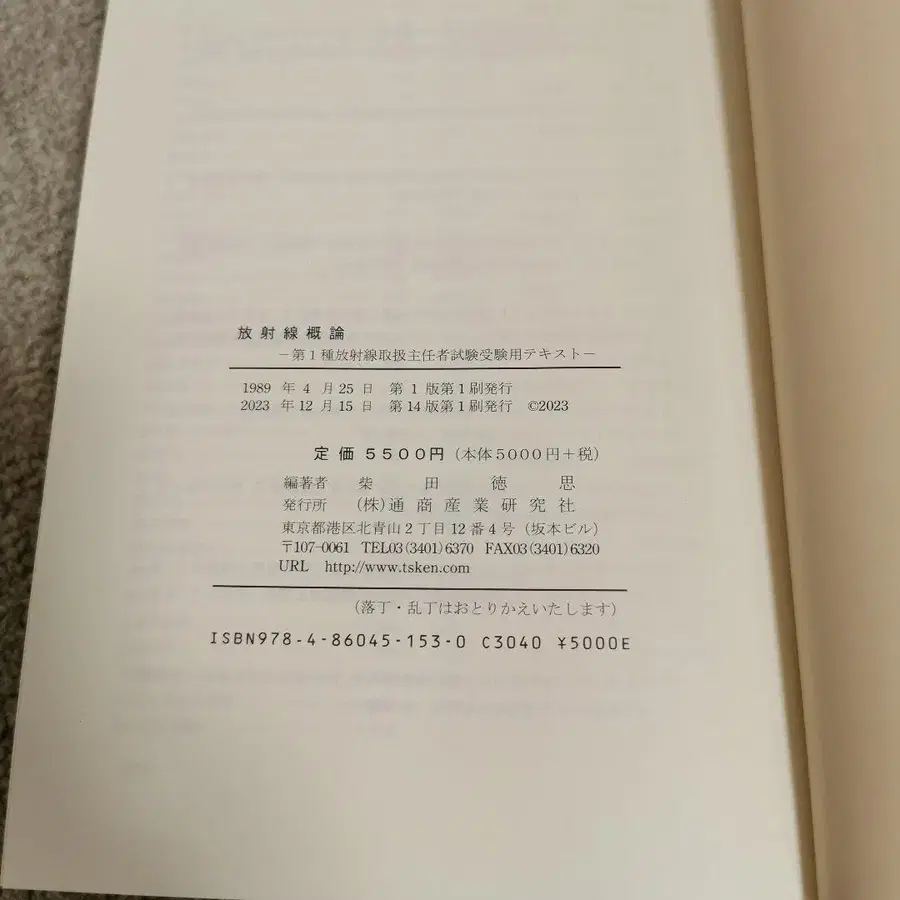 放射線概論
－第1種放射線取扱主任者試験受験用テキスト－
1989 年 4 月 25 日 第 1 版第1刷発行
2023 年 12 月 15 日 第 14版第1刷発行 ©2023
定 価 5500円（本体5000円＋税）
編著者 柴 田 徳 思
発行所 （株）通商産業研究社
東京都港区北青山2丁目12番4号（坂本ビル）
〒107-0061 TEL03(3401)6370 FAX03(3401)6320
URL http://www.tsken.com
（落丁・乱丁はおとりかえいたします）
ISBN978-4-86045-153-0 C3040 ¥5000E